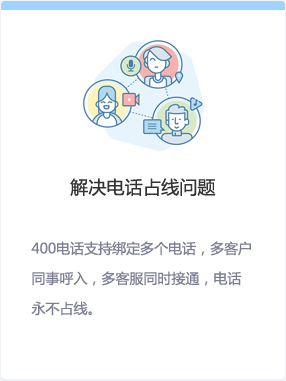 解决电话占线问题
400电话支持绑定多个电话，多客户
同事呼入，多客服同时接通，电话
永不占线。